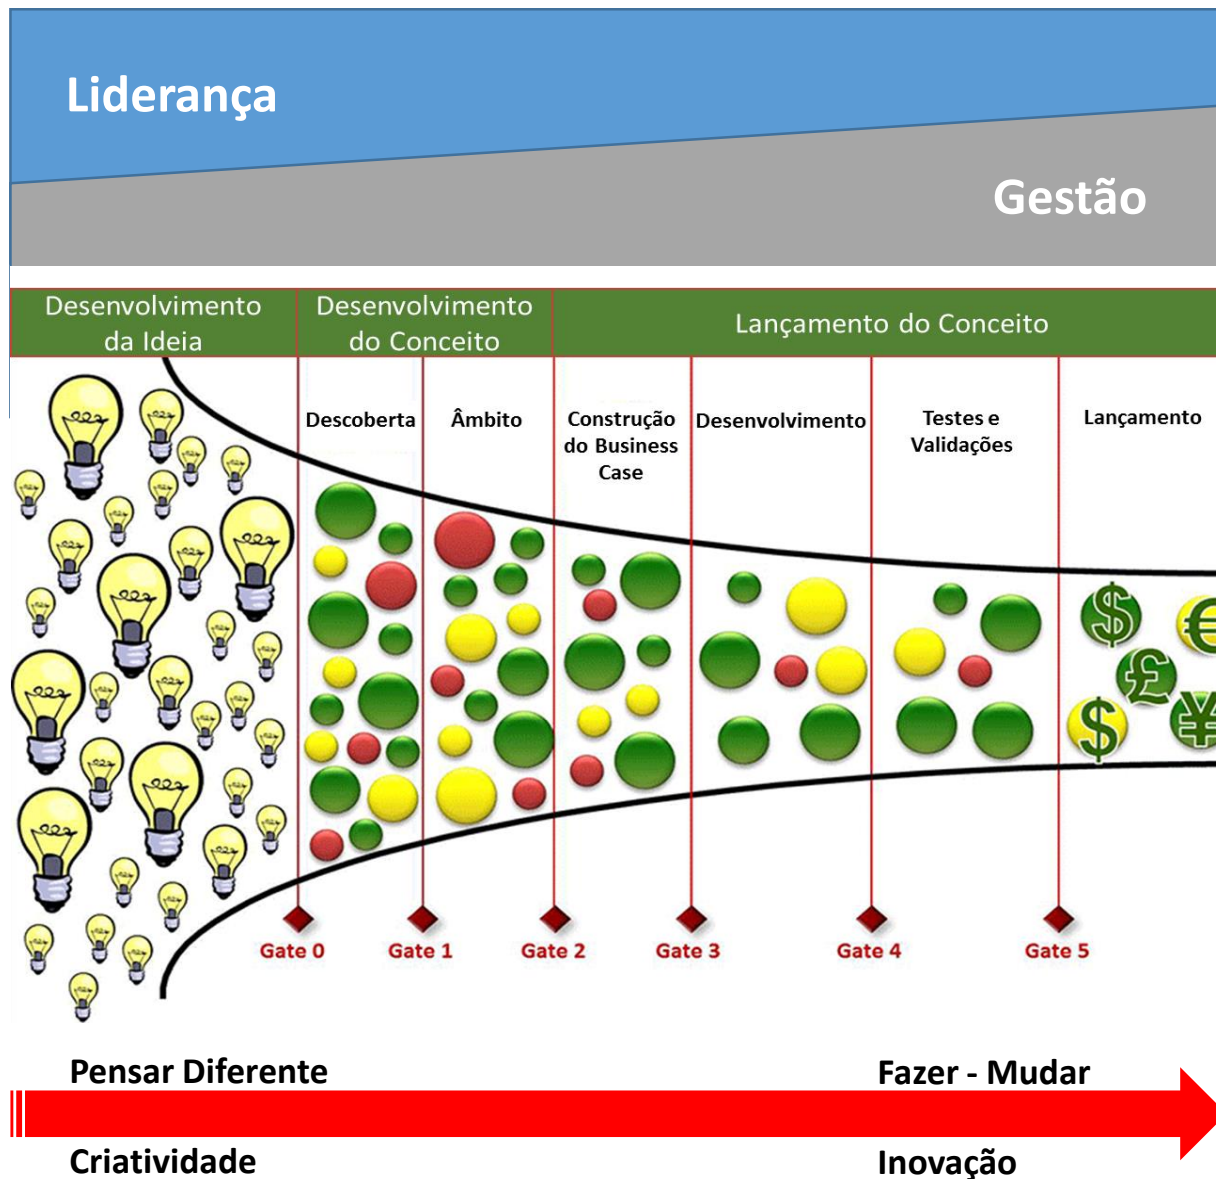 Liderança
Gestão
Desenvolvimento
da Ideia
Desenvolvimento
do Conceito
Lançamento do Conceito
Descoberta
Âmbito
Construção
do Business
Case
Desenvolvimento
Testes e
Validações
Lançamento
$
€
£
$
¥
Gate 0
Gate 1
Gate 2
Gate 3
Gate 4
Gate 5
Pensar Diferente
Fazer - Mudar
Criatividade
Inovação